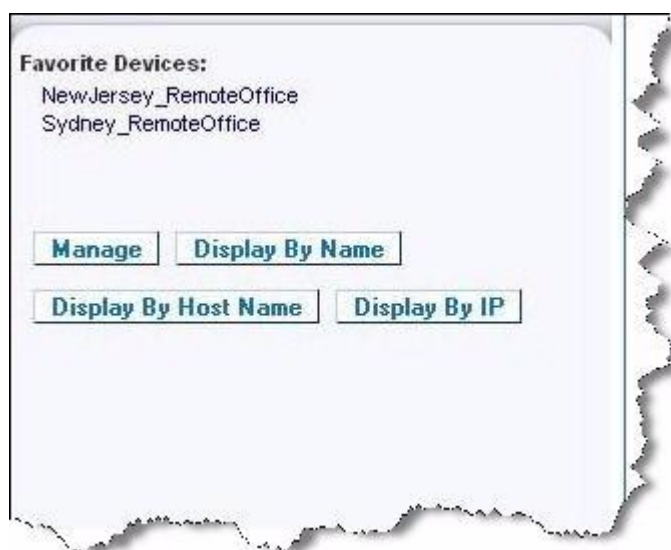 Favorite Devices:
NewJersey_RemoteOffice
Sydney_RemoteOffice
Manage Display By Name
Display By Host Name Display By IP